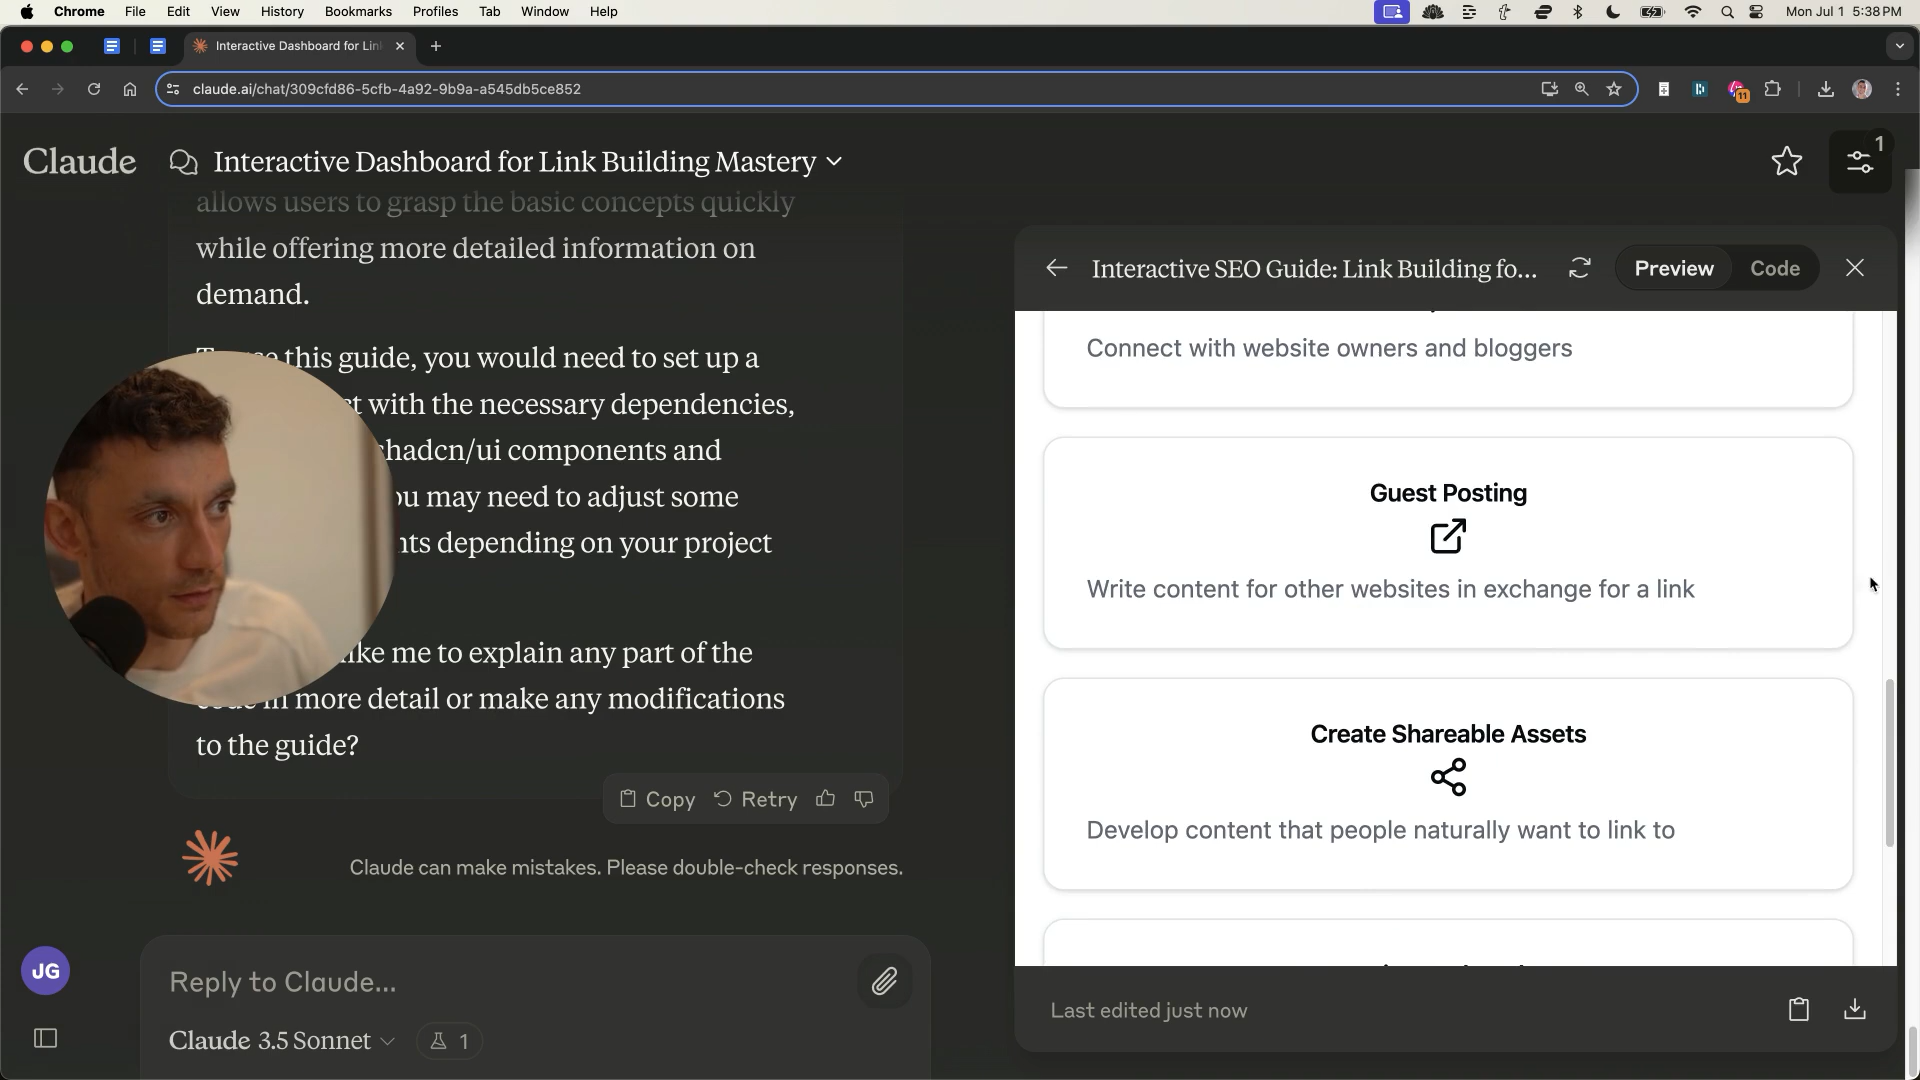 Chrome File Edit View History Bookmarks Profiles Tab Window Help
Mon Jul 1 5:38 PM
Interactive Dashboard for Lin
claude.ai/chat/309cfd86-5cfb-4a92-9b9a-a545db5ce852
11
Claude
Interactive Dashboard for Link Building Mastery
1
allows users to grasp the basic concepts quickly
while offering more detailed information on
demand.
this guide, you would need to set up a
with the necessary dependencies,
shadcn/ui components and
you may need to adjust some
depending on your project
like me to explain any part of the
code in more detail or make any modifications
to the guide?
Copy Retry
Claude can make mistakes. Please double-check responses.
JG
Reply to Claude...
Claude 3.5 Sonnet
1
Interactive SEO Guide: Link Building fo...
Preview Code
Connect with website owners and bloggers
Guest Posting
Write content for other websites in exchange for a link
Create Shareable Assets
Develop content that people naturally want to link to
Last edited just now